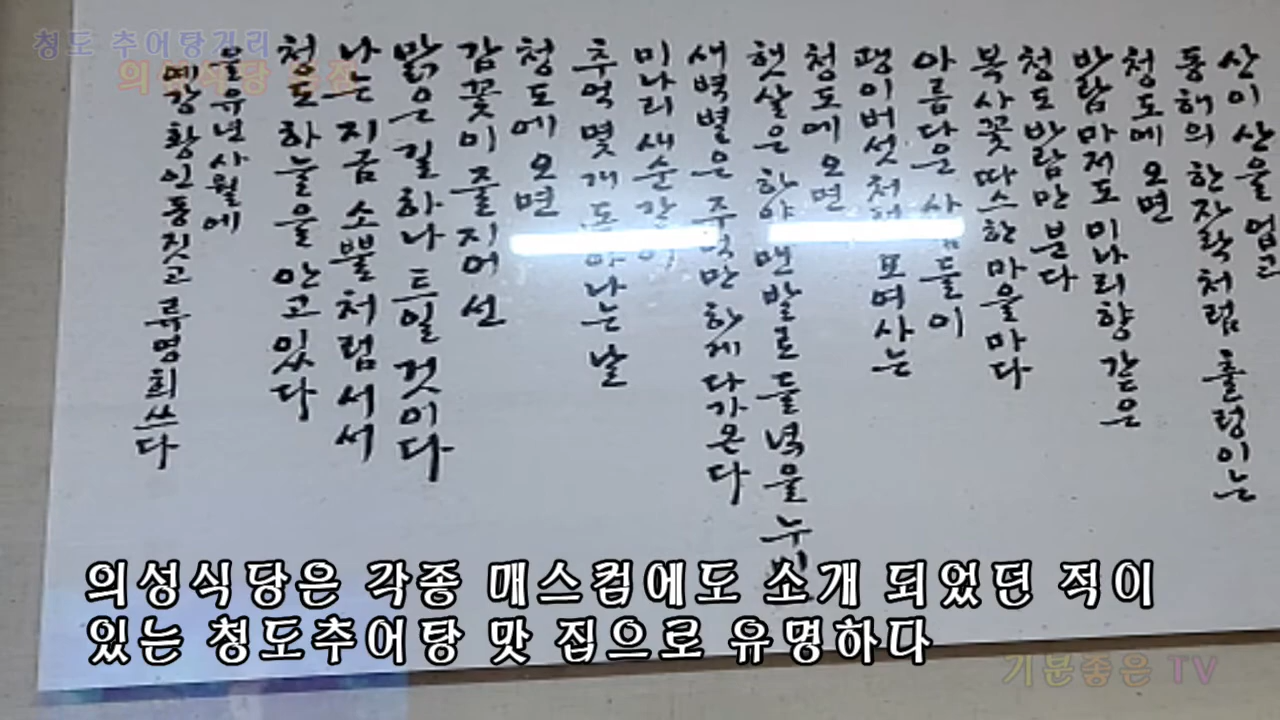 청도 추어탕거리
의성식당
산이 산을 업고
동해의 한자락처럼 출렁이는
청도에 오면
바람마저도 미나리향 같은
청도 바람만 분다
복사꽃 따스한 마을마다
아름다운 사람들이
팽이버섯처럼 모여사는
청도에 오면
햇살은 하얀 맨발로 들녘을 누비
새벽별은 주먹만하게 다가온다
미나리새순같이
추억 몇개 돋아나는 날
청도에 오면
감꽃이 줄지어 선
맑은 길 하나 트일 것이다
나는 지금 소뿔처럼 서서
청도 하늘을 안고 있다
을유년 사월에
예강 황인동 짓고 류영희 쓰다
의성식당은 각종 매스컴에도 소개 되었던 적이
있는 청도추어탕 맛 집으로 유명하다
기분좋은 TV